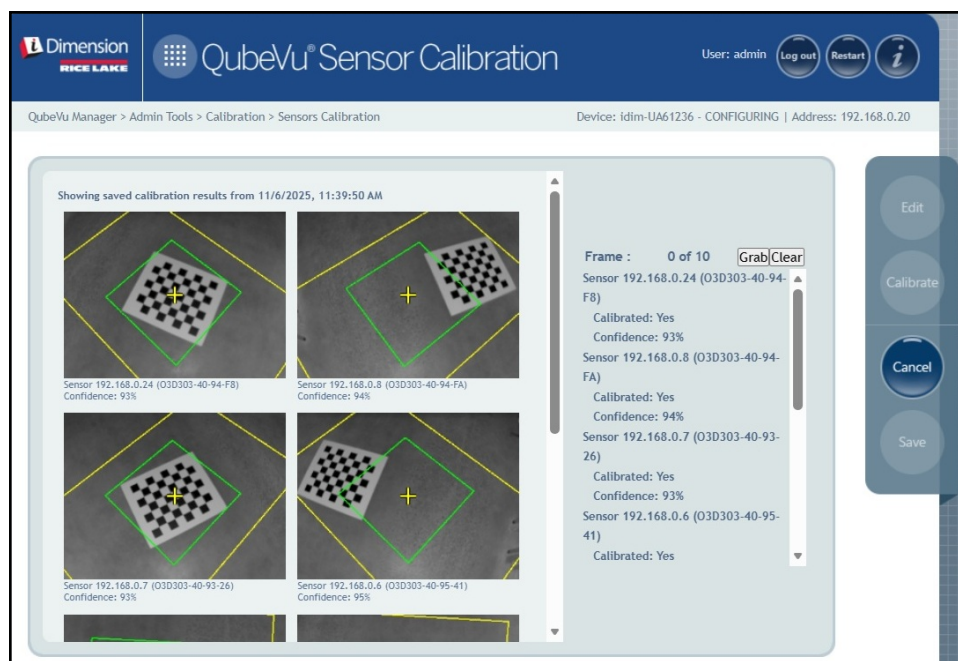 iDimension
RICE LAKE
QubeVu® Sensor Calibration
User: admin
Log out
Restart
i
QubeVu Manager > Admin Tools > Calibration > Sensors Calibration
Device: idim-UA61236 - CONFIGURING | Address: 192.168.0.20
Showing saved calibration results from 11/6/2025, 11:39:50 AM
Sensor 192.168.0.24 (O3D303-40-94-F8)
Confidence: 93%
Sensor 192.168.0.8 (O3D303-40-94-FA)
Confidence: 94%
Sensor 192.168.0.7 (O3D303-40-93-26)
Confidence: 93%
Sensor 192.168.0.6 (O3D303-40-95-41)
Confidence: 95%
Frame : 0 of 10 Grab Clear
Sensor 192.168.0.24 (O3D303-40-94-
F8)
Calibrated: Yes
Confidence: 93%
Sensor 192.168.0.8 (O3D303-40-94-
FA)
Calibrated: Yes
Confidence: 94%
Sensor 192.168.0.7 (O3D303-40-93-
26)
Calibrated: Yes
Confidence: 93%
Sensor 192.168.0.6 (O3D303-40-95-
41)
Calibrated: Yes
Edit
Calibrate
Cancel
Save